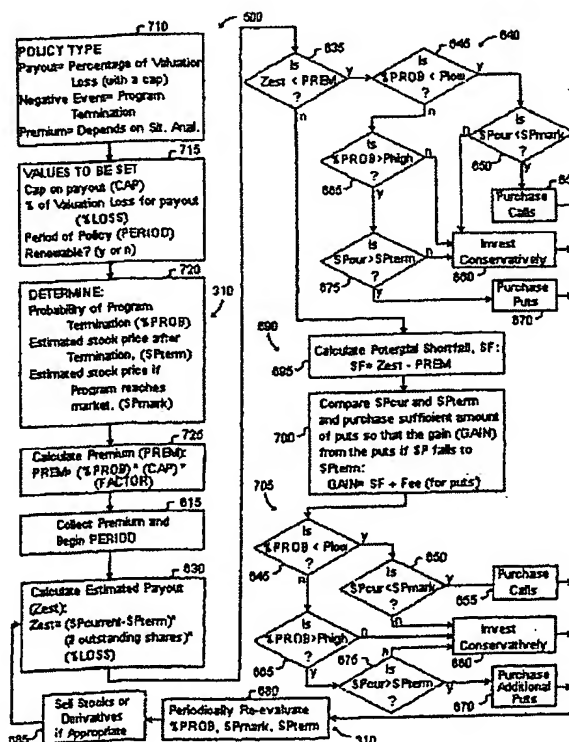 710
POLICY TYPE
Payout= Percentage of Valuation
Loss (with a cap)
Negative Event= Program
Termination
Premium= Depends on Sit. Anal.
715
VALUES TO BE SET
Cap on payout (CAP)
% of Valuation Loss for payout
(%LOSS)
Period of Policy (PERIOD)
Renewable? (y or n)
720
310
DETERMINE:
Probability of Program
Termination (%PROB)
Estimated stock price after
Termination, (SPterm)
Estimated stock price if
Program reaches
market, (SPmark)
725
Calculate Premium (PREM):
PREM= (%PROB)* (CAP) *
(FACTOR)
615
Collect Premium and
Begin PERIOD
630
Calculate Estimated Payout
(Zest):
Zest= (SPcurrent-SPterm)*
(# outstanding shares)*
(%LOSS)
685
Sell Stocks or
Derivatives
if Appropriate
680
Periodically Re-evaluate
%PROB, SPmark, SPterm
310
600
635
Is
Zest < PREM
?
y
n
645
640
Is
%PROB < Plow
?
y
n
Is
SPcur <SPmark
?
650
n
y
Purchase
Calls
Is
%PROB>Phigh
?
665
n
y
Invest
Conservatively
660
Is
SPcur>SPterm
?
675
n
y
Purchase
Puts
670
690
695
Calculate Potential Shortfall, SF:
SF= Zest - PREM
700
Compare SPcur and SPterm
and purchase sufficient amount
of puts so that the gain (GAIN)
from the puts if SP falls to
SPterm:
GAIN= SF + Fee (for puts)
705
Is
%PROB < Plow
?
645
y
n
650
Is
SPcur<SPmark
?
y
n
655
Purchase
Calls
Is
%PROB>Phigh
?
665
n
y
Invest
Conservatively
660
675
Is
SPcur>SPterm
?
n
y
Purchase
Additional
Puts
670